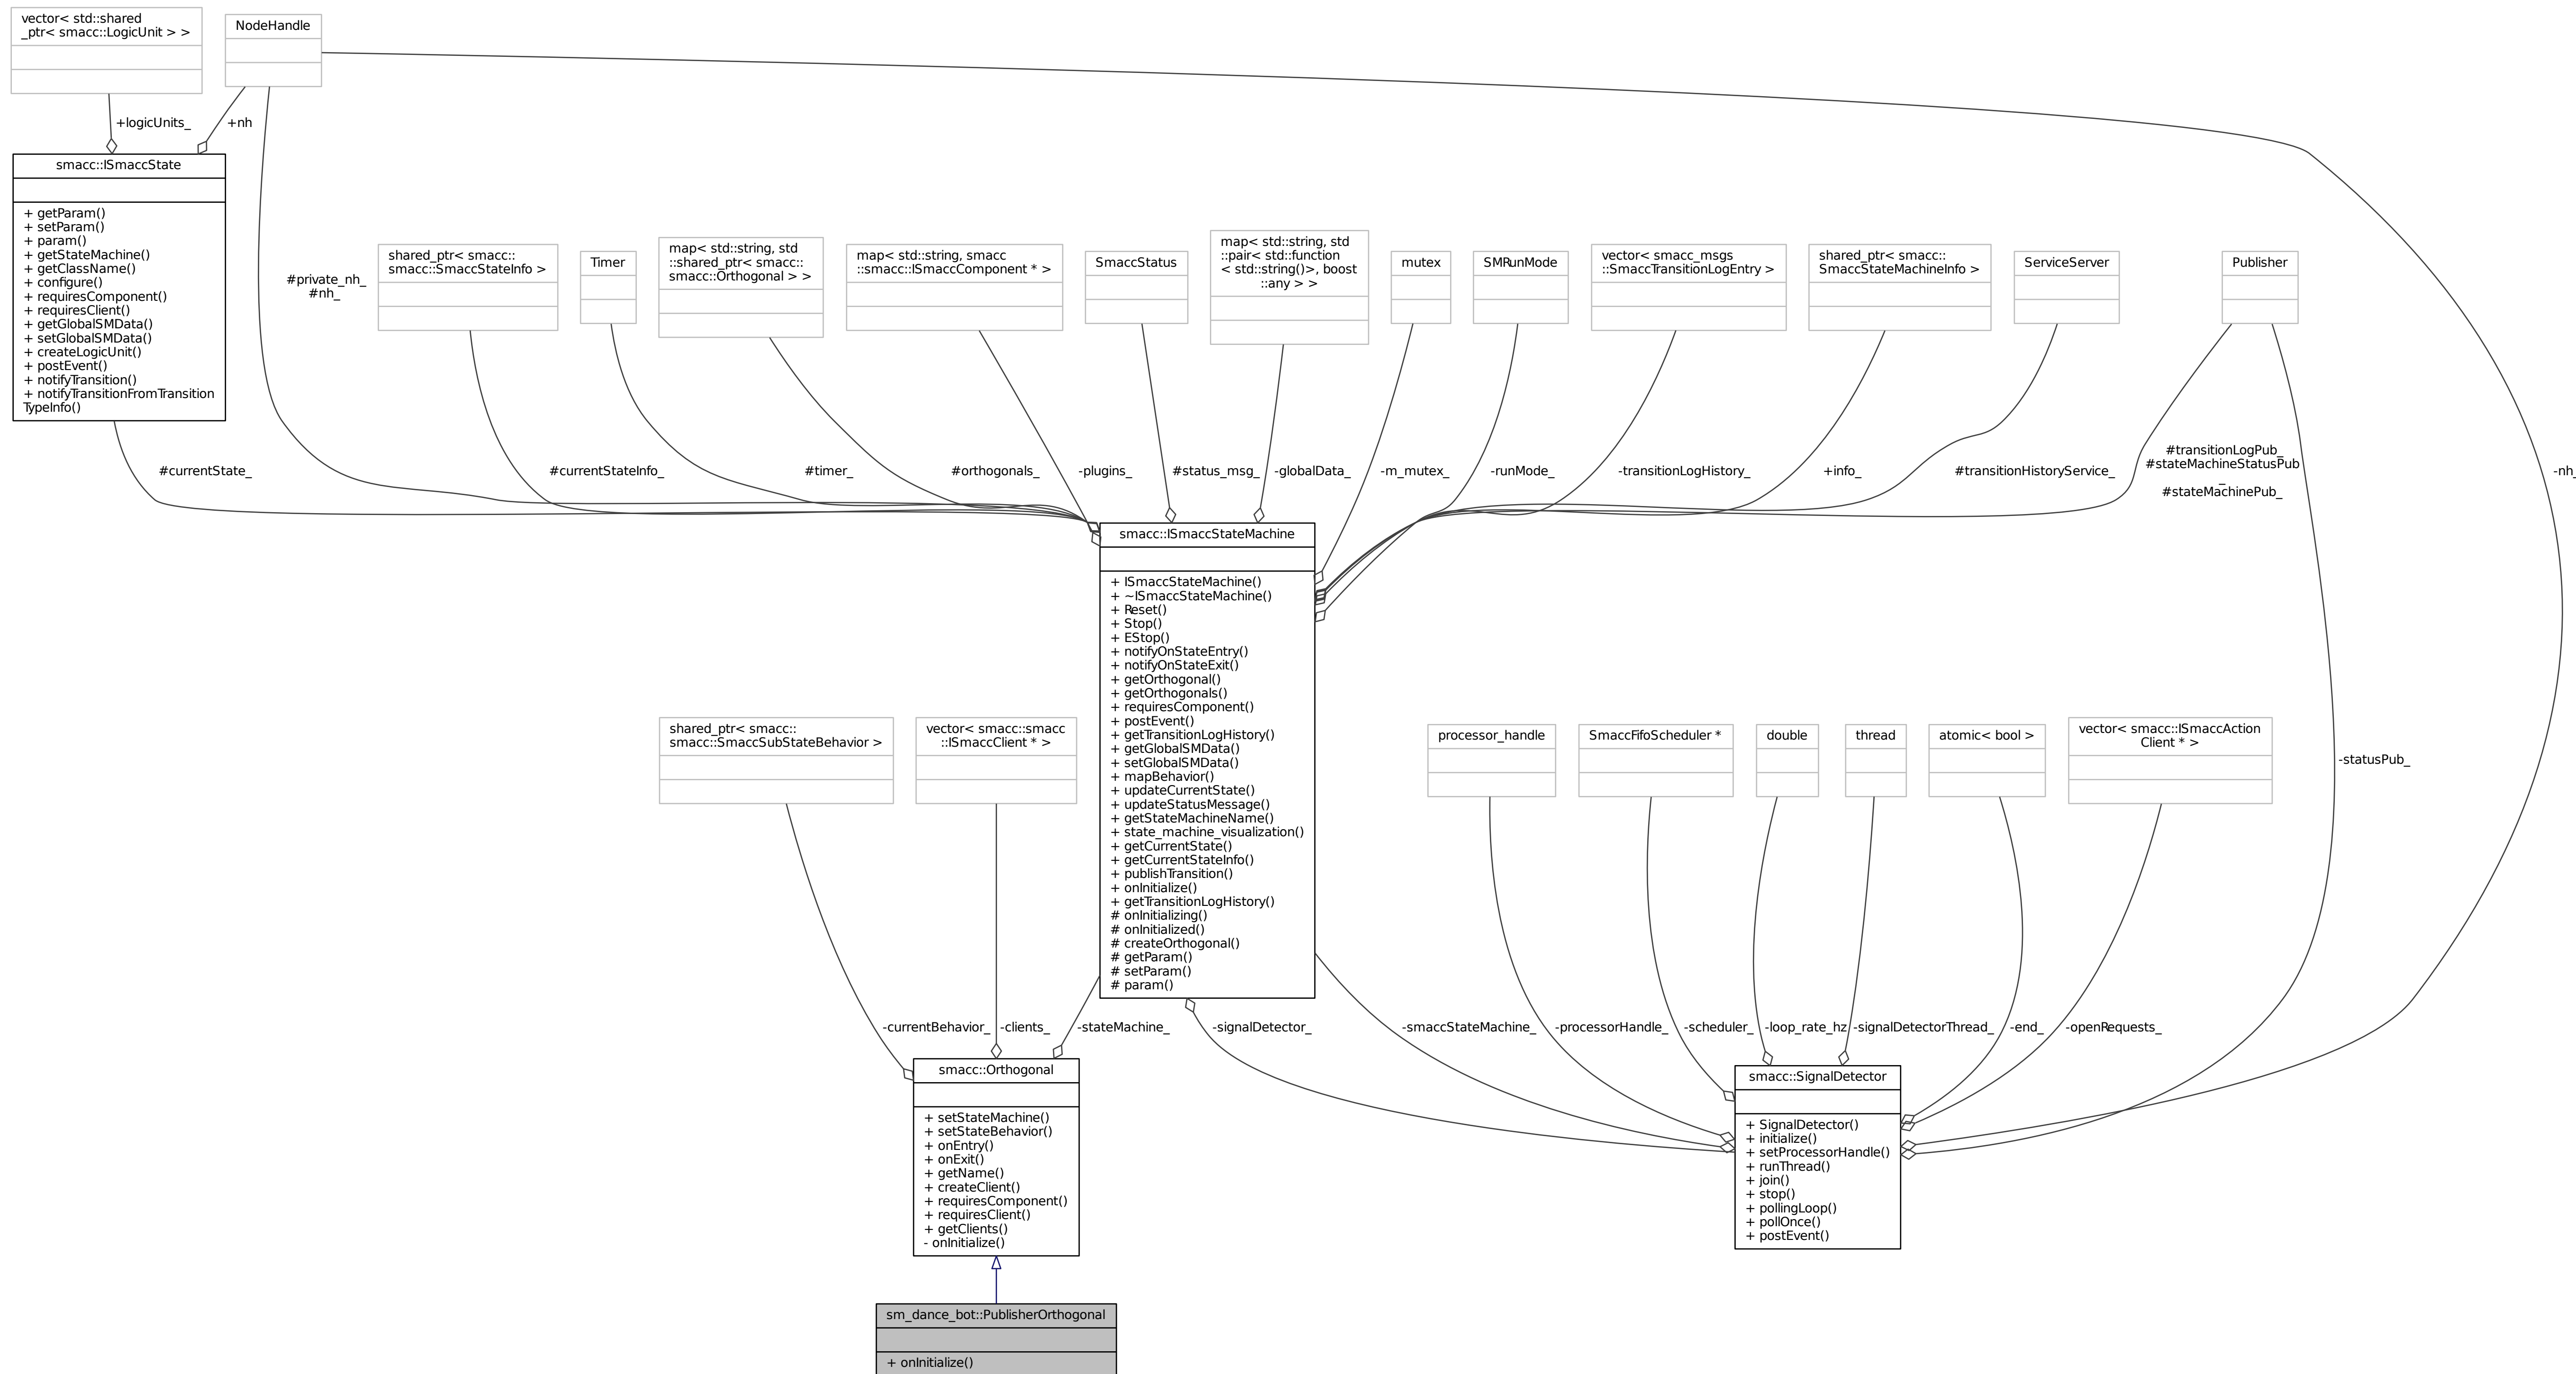 vector< std::shared
_ptr< smacc::LogicUnit > >
NodeHandle
+logicUnits_
+nh
smacc::ISmaccState
+ getParam()
+ setParam()
+ param()
+ getStateMachine()
+ getClassName()
+ configure()
+ requiresComponent()
+ requiresClient()
+ getGlobalSMData()
+ setGlobalSMData()
+ createLogicUnit()
+ postEvent()
+ notifyTransition()
+ notifyTransitionFromTransition
TypeInfo()
#private_nh_
#nh_
shared_ptr< smacc::
smacc::SmaccStateInfo >
Timer
map< std::string, std
::shared_ptr< smacc::
smacc::Orthogonal > >
map< std::string, smacc
::smacc::ISmaccComponent * >
SmaccStatus
map< std::string, std
::pair< std::function
< std::string()>, boost
::any > >
mutex
SMRunMode
vector< smacc_msgs
::SmaccTransitionLogEntry >
shared_ptr< smacc::
SmaccStateMachineInfo >
ServiceServer
Publisher
#currentState_
#currentStateInfo_
#timer_
#orthogonals_
-plugins_
#status_msg_
-globalData_
-m_mutex_
-runMode_
-transitionLogHistory_
+info_
#transitionHistoryService_
#transitionLogPub_
#stateMachineStatusPub
_
#stateMachinePub_
-nh_
smacc::ISmaccStateMachine
+ ISmaccStateMachine()
+ ~ISmaccStateMachine()
+ Reset()
+ Stop()
+ EStop()
+ notifyOnStateEntry()
+ notifyOnStateExit()
+ getOrthogonal()
+ getOrthogonals()
+ requiresComponent()
+ postEvent()
+ getTransitionLogHistory()
+ getGlobalSMData()
+ setGlobalSMData()
+ mapBehavior()
+ updateCurrentState()
+ updateStatusMessage()
+ getStateMachineName()
+ state_machine_visualization()
+ getCurrentState()
+ getCurrentStateInfo()
+ publishTransition()
+ onInitialize()
+ getTransitionLogHistory()
# onInitializing()
# onInitialized()
# createOrthogonal()
# getParam()
# setParam()
# param()
shared_ptr< smacc::
smacc::SmaccSubStateBehavior >
vector< smacc::smacc
::ISmaccClient * >
processor_handle
SmaccFifoScheduler *
double
thread
atomic< bool >
vector< smacc::ISmaccAction
Client * >
-statusPub_
-currentBehavior_
-clients_
-stateMachine_
-signalDetector_
-smaccStateMachine_
-processorHandle_
-scheduler_
-loop_rate_hz
-signalDetectorThread_
-end_
-openRequests_
smacc::Orthogonal
+ setStateMachine()
+ setStateBehavior()
+ onEntry()
+ onExit()
+ getName()
+ createClient()
+ requiresComponent()
+ requiresClient()
+ getClients()
- onInitialize()
smacc::SignalDetector
+ SignalDetector()
+ initialize()
+ setProcessorHandle()
+ runThread()
+ join()
+ stop()
+ pollingLoop()
+ pollOnce()
+ postEvent()
sm_dance_bot::PublisherOrthogonal
+ onInitialize()